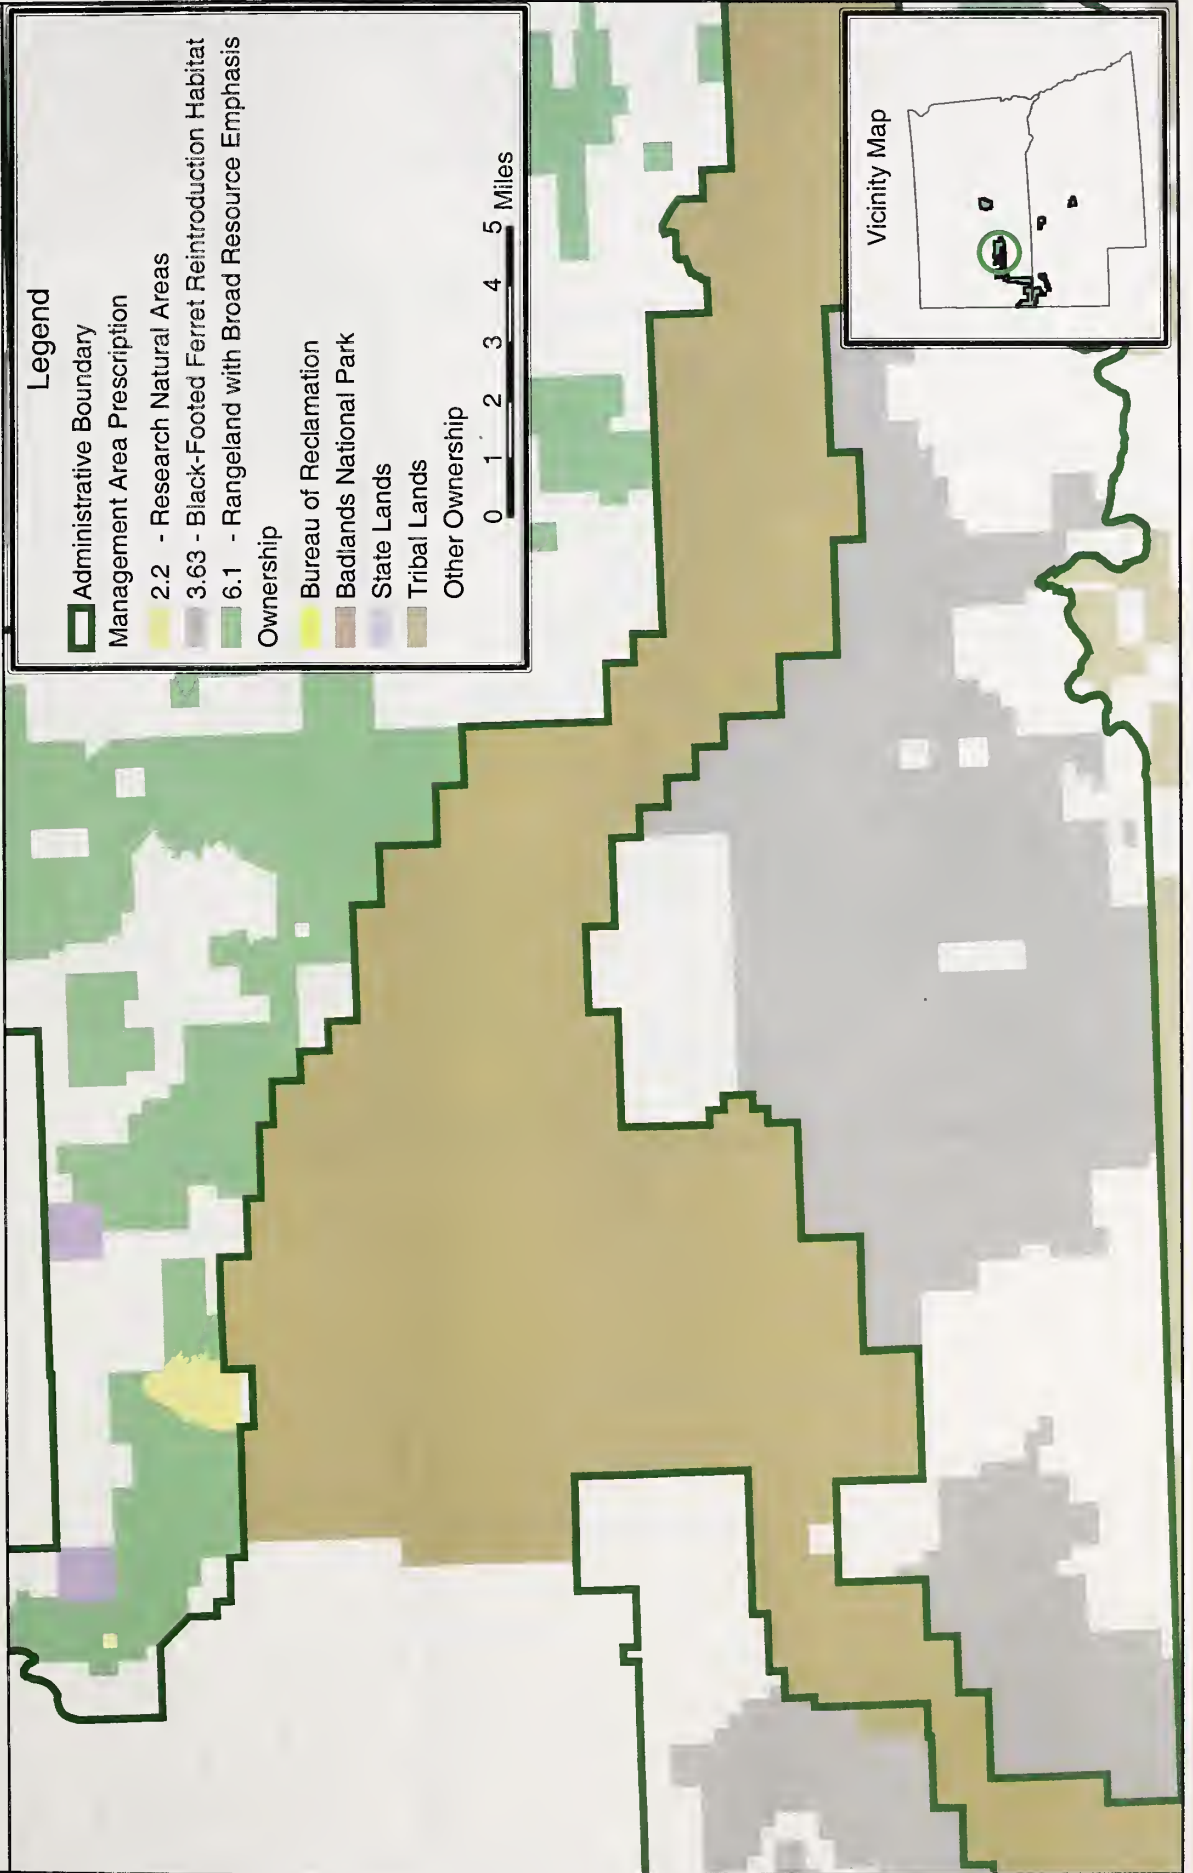 Legend
Administrative Boundary
Management Area Prescription
2.2 - Research Natural Areas
3.63 - Black-Footed Ferret Reintroduction Habitat
6.1 - Rangeland with Broad Resource Emphasis
Ownership
Bureau of Reclamation
Badlands National Park
State Lands
Tribal Lands
Other Ownership
0 1 2 3 4 5
Miles
Vicinity Map